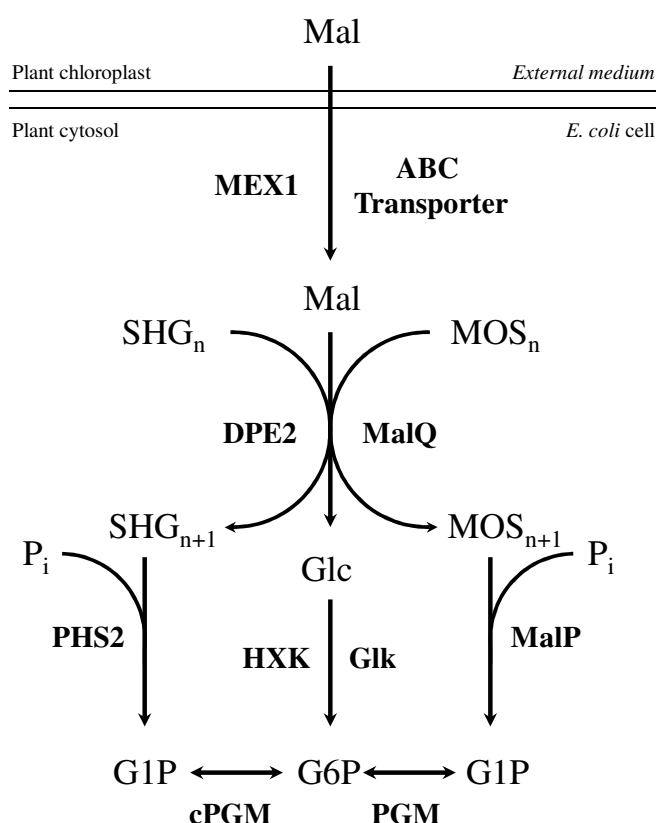 Mal
Plant chloroplast External medium
Plant cytosol E. coli cell
MEX1 ABC
Transporter
Mal
SHGn MOSn
DPE2 MalQ
SHGn+1 MOSn+1
Pi Glc Pi
PHS2 HXK Glk MalP
G1P G6P G1P
cPGM PGM